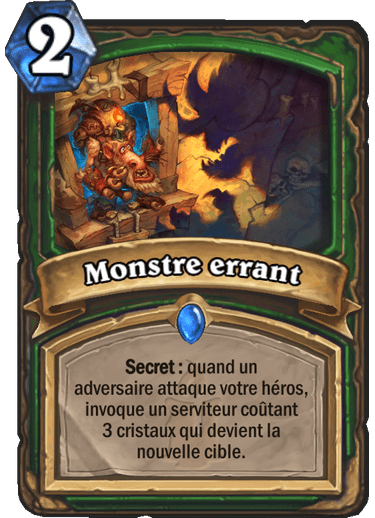 2
Monstre errant
Secret : quand un
adversaire attaque votre héros,
invoque un serviteur coûtant
3 cristaux qui devient la
nouvelle cible.